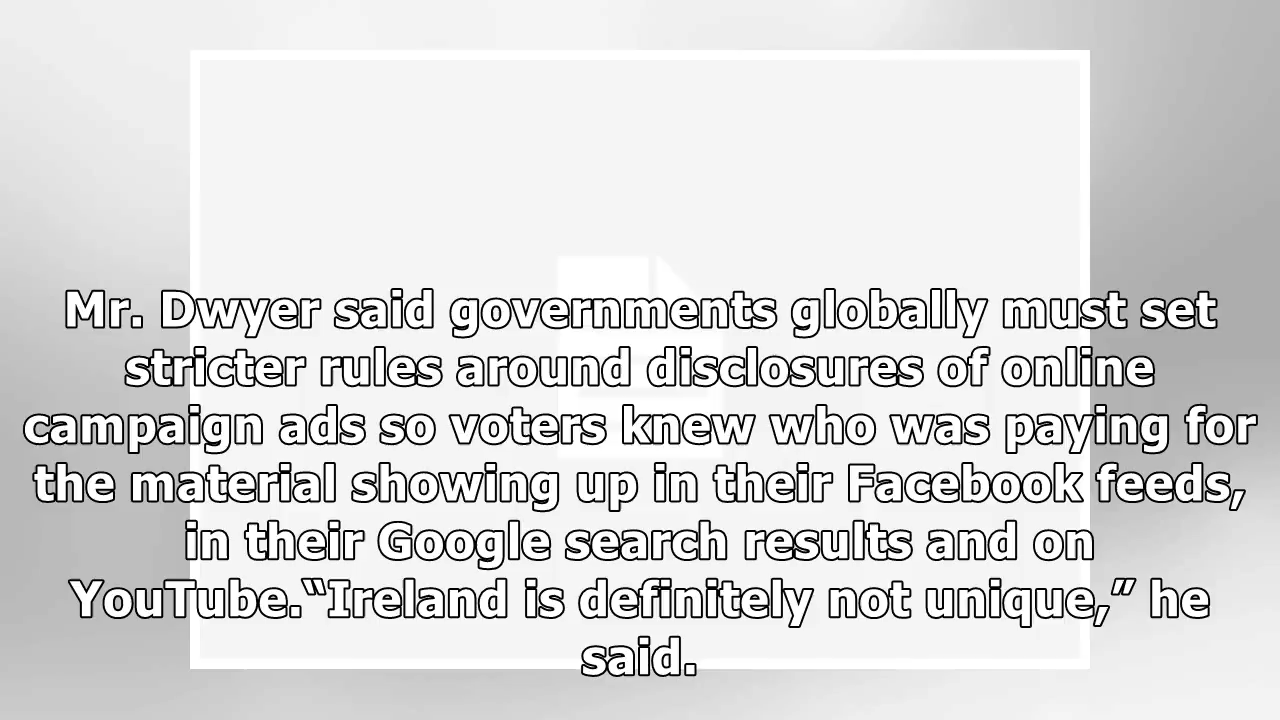 Mr. Dwyer said governments globally must set
stricter rules around disclosures of online
campaign ads so voters knew who was paying for
the material showing up in their Facebook feeds,
in their Google search results and on
YouTube.“Ireland is definitely not unique,” he
said.